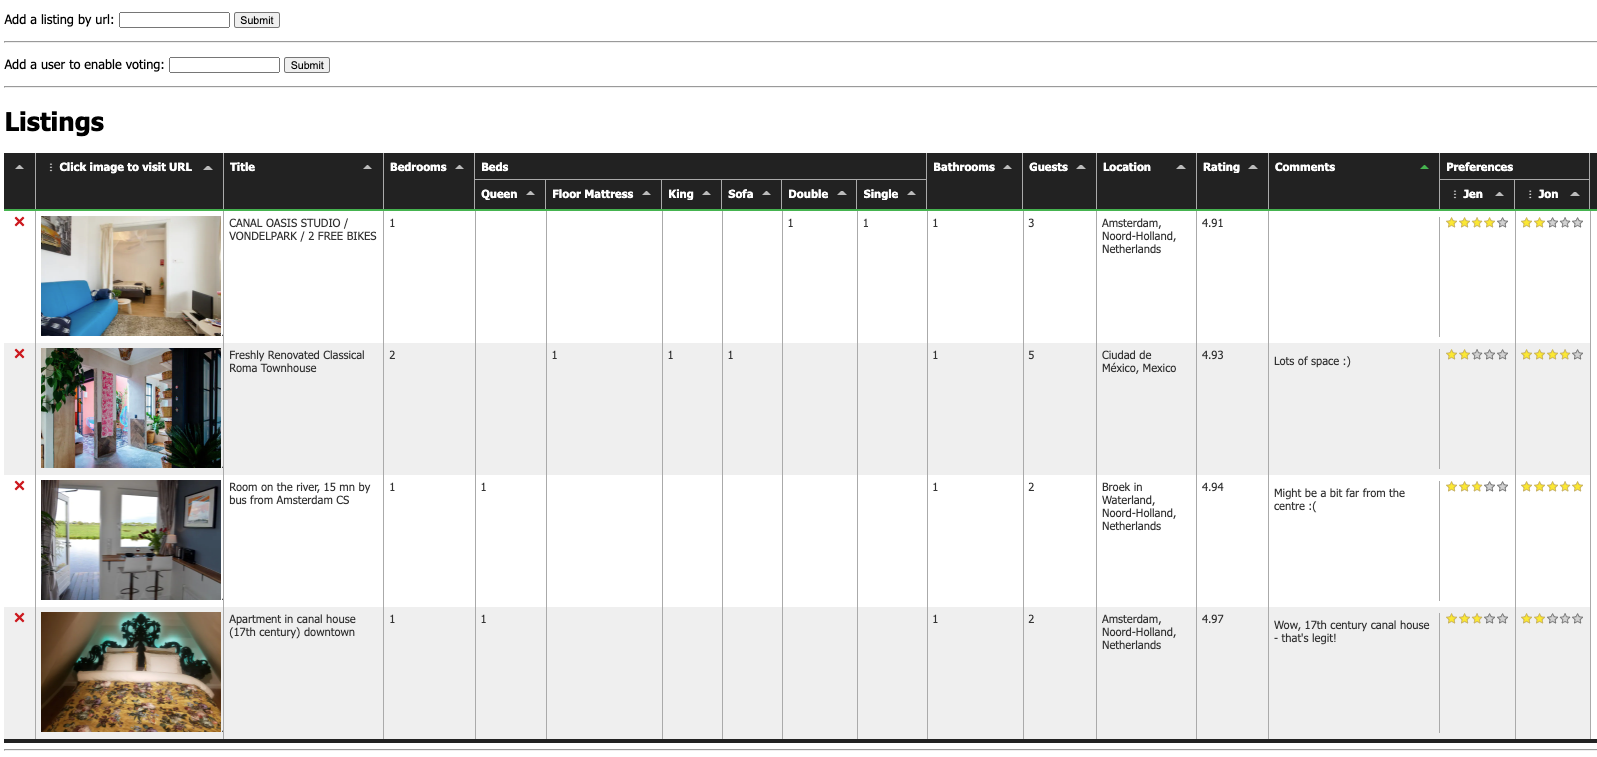 Add a listing by url: Submit
Add a user to enable voting: Submit
Listings
Click image to visit URL Title Bedrooms Beds Bathrooms Guests Location Rating Comments Preferences
Queen Floor Mattress King Sofa Double Single Jen Jon
CANAL OASIS STUDIO / 1 1 1 1 3 Amsterdam, 4.91
VONDELPARK / 2 FREE BIKES Noord-Holland,
Netherlands
Freshly Renovated Classical 2 1 1 1 1 5 Ciudad de 4.93 Lots of space :)
Roma Townhouse México, Mexico
Room on the river, 15 mn by 1 1 1 2 Broek in 4.94 Might be a bit far from the
bus from Amsterdam CS Waterland, centre :(
Noord-Holland,
Netherlands
Apartment in canal house 1 1 1 2 Amsterdam, 4.97 Wow, 17th century canal house
(17th century) downtown Noord-Holland, - that's legit!
Netherlands